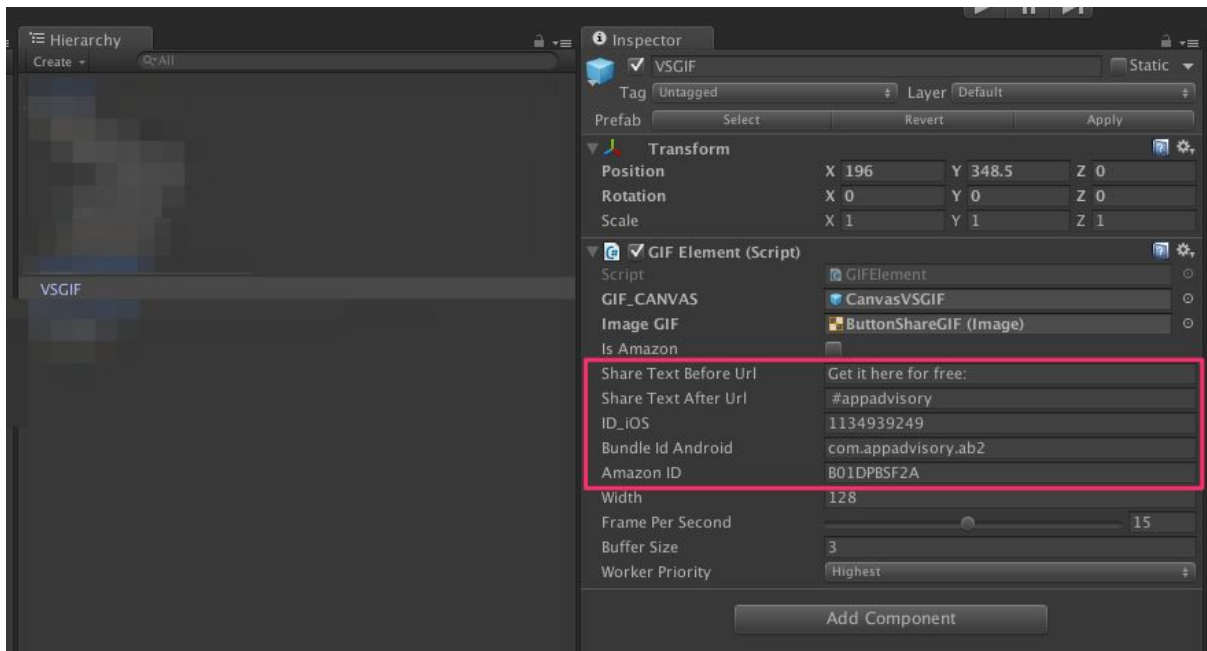 Hierarchy
Create
All
VSGIF
Inspector
VSGIF
Static
Tag Untagged Layer Default
Prefab Select Revert Apply
Transform
Position X 196 Y 348.5 Z 0
Rotation X 0 Y 0 Z 0
Scale X 1 Y 1 Z 1
GIF Element (Script)
Script GIFElement
GIF_CANVAS CanvasVSGIF
Image GIF ButtonShareGIF (Image)
Is Amazon
Share Text Before Url Get it here for free:
Share Text After Url #appadvisory
ID_iOS 1134939249
Bundle Id Android com.appadvisory.ab2
Amazon ID B01DPBSF2A
Width 128
Frame Per Second 15
Buffer Size 3
Worker Priority Highest
Add Component